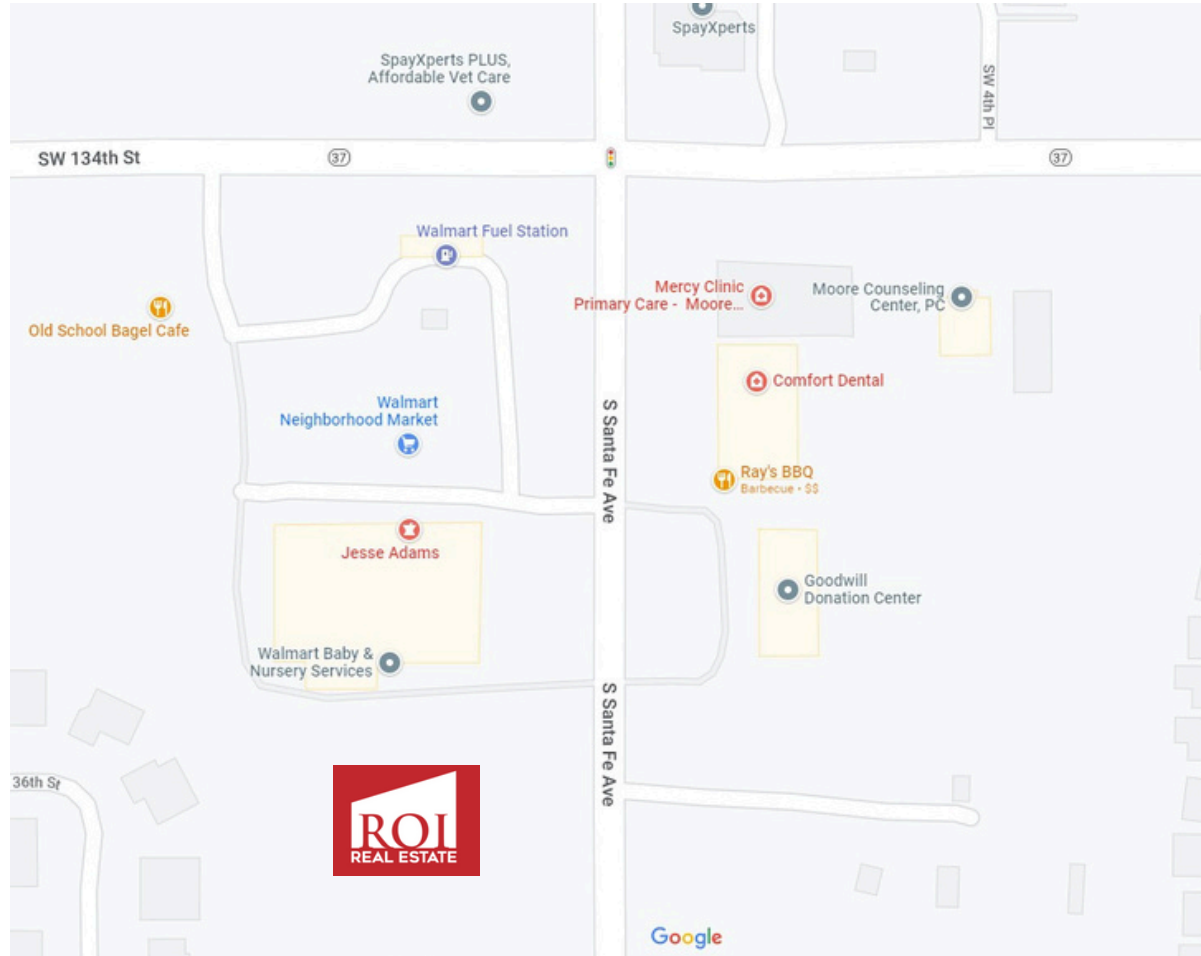 SpayXperts
SpayXperts PLUS,
Affordable Vet Care
SW 4th Pl
SW 134th St
37
37
Walmart Fuel Station
Old School Bagel Cafe
Mercy Clinic
Primary Care - Moore...
Moore Counseling
Center, PC
Comfort Dental
Walmart
Neighborhood Market
S Santa Fe Ave
Ray's BBQ
Barbecue • $$
Jesse Adams
Goodwill
Donation Center
Walmart Baby &
Nursery Services
S Santa Fe Ave
36th St
ROI
REAL ESTATE
Google